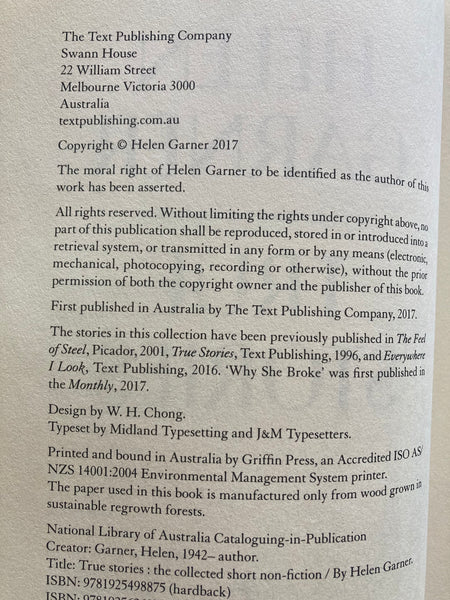 The Text Publishing Company
Swann House
22 William Street
Melbourne Victoria 3000
Australia
textpublishing.com.au
Copyright © Helen Garner 2017
The moral right of Helen Garner to be identified as the author of this
work has been asserted.
All rights reserved. Without limiting the rights under copyright above, no
part of this publication shall be reproduced, stored in or introduced into a
retrieval system, or transmitted in any form or by any means (electronic,
mechanical, photocopying, recording or otherwise), without the prior
permission of both the copyright owner and the publisher of this book.
First published in Australia by The Text Publishing Company, 2017.
The stories in this collection have been previously published in The Feel
of Steel, Picador, 2001, True Stories, Text Publishing, 1996, and Everywhere
I Look, Text Publishing, 2016. ‘Why She Broke’ was first published in
the Monthly, 2017.
Design by W. H. Chong.
Typeset by Midland Typesetting and J&M Typesetters.
Printed and bound in Australia by Griffin Press, an Accredited ISO AS/
NZS 14001:2004 Environmental Management System printer.
The paper used in this book is manufactured only from wood grown in
sustainable regrowth forests.
National Library of Australia Cataloguing-in-Publication
Creator: Garner, Helen, 1942– author.
Title: True stories : the collected short non-fiction / By Helen Garner.
ISBN: 9781925498875 (hardback)